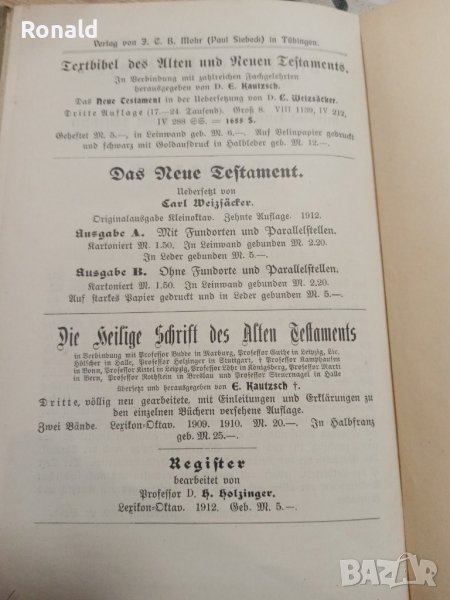 Ronald
Verlag von J. C. B. Mohr (Paul Siebeck) in Tübingen.
Textbibel des Alten und Neuen Testaments.
In Verbindung mit zahlreichen Fachgelehrten
herausgegeben von D. E. Kautzsch.
Das Neue Testament in der Uebersetzung von D. C. Weizsäcker.
Dritte Auflage (17.—24. Tausend). Groß 8. VIII 1139, IV 212,
IV 288 SS. = 1655 S.
Geheftet M. 5.—, in Leinwand geb. M. 6.—. Auf Velinpapier gedruckt
und schwarz mit Goldaufdruck in Halbleder geb. M. 12.—.
Das Neue Testament.
Uebersetzt von
Carl Weizsäcker.
Originalausgabe Kleinoktav. Zehnte Auflage. 1912.
Ausgabe A. Mit Fundorten und Parallelstellen.
Kartoniert M. 1.50. In Leinwand gebunden M. 2.20.
In Leder gebunden M. 5.—.
Ausgabe B. Ohne Fundorte und Parallelstellen.
Kartoniert M. 1.50. In Leinwand gebunden M. 2.20.
Auf starkes Papier gedruckt und in Leder gebunden M. 5.—.
Die Heilige Schrift des Alten Testaments
in Verbindung mit Professor Budde in Marburg, Professor Guthe in Leipzig, Lic.
Hölscher in Halle, Professor Holzinger in Stuttgart, † Professor Kamphausen
in Bonn, Professor Kittel in Leipzig, Professor Löhr in Königsberg, Professor Marti
in Bern, Professor Rothstein in Breslau und Professor Steuernagel in Halle
übersetzt und herausgegeben von E. Kautzsch †.
Dritte, völlig neu gearbeitete, mit Einleitungen und Erklärungen zu
den einzelnen Büchern versehene Auflage.
Zwei Bände. Lexikon-Oktav. 1909. 1910. M. 20.—. In Halbfranz
geb. M. 25.—.
Register
bearbeitet von
Professor D. H. Holzinger.
Lexikon-Oktav. 1912. Geb. M. 5.—.
BAZAR